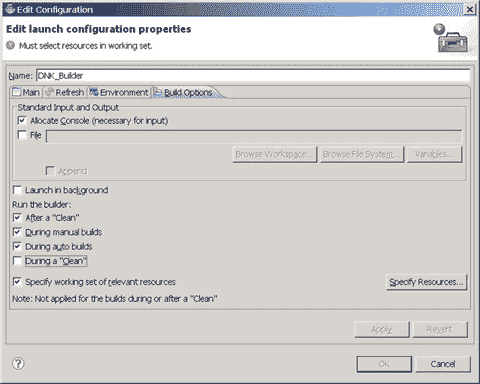 Edit Configuration
Edit launch configuration properties
Must select resources in working set.
Name: DNK_Builder
Main Refresh Environment Build Options
Standard Input and Output
Allocate Console (necessary for input)
File
Browse Workspace... Browse File System... Variables...
Append
Launch in background
Run the builder:
After a "Clean"
During manual builds
During auto builds
During a "Clean"
Specify working set of relevant resources Specify Resources...
Note: Not applied for the builds during or after a "Clean"
Apply Revert
? OK Cancel